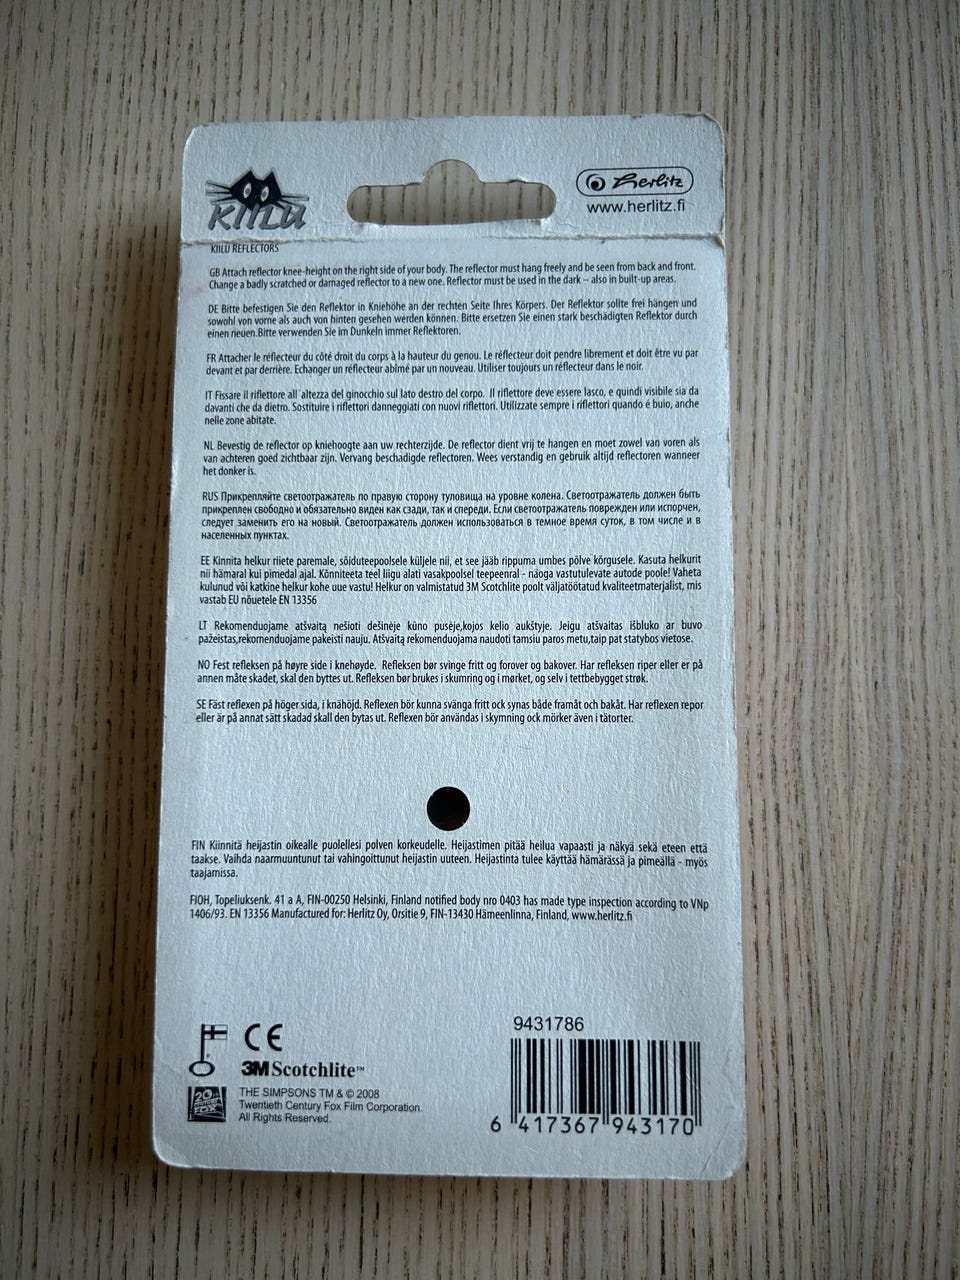 KIILU
Herlitz
www.herlitz.fi
KIILU REFLECTORS
GB Attach reflector knee-height on the right side of your body. The reflector must hang freely and be seen from back and front.
Change a badly scratched or damaged reflector to a new one. Reflector must be used in the dark – also in built-up areas.
DE Bitte befestigen Sie den Reflektor in Kniehöhe an der rechten Seite Ihres Körpers. Der Reflektor sollte frei hängen und
sowohl von vorne als auch von hinten gesehen werden können. Bitte ersetzen Sie einen stark beschädigten Reflektor durch
einen neuen.Bitte verwenden Sie im Dunkeln immer Reflektoren.
FR Attacher le réflecteur du côté droit du corps à la hauteur du genou. Le réflecteur doit pendre librement et doit être vu par
devant et par derrière. Echanger un réflecteur abîmé par un nouveau. Utiliser toujours un réflecteur dans le noir.
IT Fissare il riflettore all´altezza del ginocchio sul lato destro del corpo. Il riflettore deve essere lasco, e quindi visibile sia da
davanti che da dietro. Sostituire i riflettori danneggiati con nuovi riflettori. Utilizzate sempre i riflettori quando é buio, anche
nelle zone abitate.
NL Bevestig de reflector op kniehoogte aan uw rechterzijde. De reflector dient vrij te hangen en moet zowel van voren als
van achteren goed zichtbaar zijn. Vervang beschadigde reflectoren. Wees verstandig en gebruik altijd reflectoren wanneer
het donker is.
RUS Прикрепляйте светоотражатель по правую сторону туловища на уровне колена. Светоотражатель должен быть
прикреплен свободно и обязательно виден как сзади, так и спереди. Если светоотражатель поврежден или испорчен,
следует заменить его на новый. Светоотражатель должен использоваться в темное время суток, в том числе и в
населенных пунктах.
EE Kinnita helkur riiete paremale, sõiduteepoolsele küljele nii, et see jääb rippuma umbes põlve kõrgusele. Kasuta helkurit
nii hämaral kui pimedal ajal. Kõnniteeta teel liigu alati vasakpoolsel teepeenral - näoga vastutulevate autode poole! Vaheta
kulunud või katkine helkur kohe uue vastu! Helkur on valmistatud 3M Scotchlite poolt väljatöötatud kvaliteetmaterjalist, mis
vastab EU nõuetele EN 13356
LT Rekomenduojame atšvaitą nešioti dešinėje kūno pusėje,kojos kelio aukštyje. Jeigu atšvaitas išbluko ar buvo
pažeistas,rekomenduojame pakeisti nauju. Atšvaitą rekomenduojama naudoti tamsiu paros metu,taip pat statybos vietose.
NO Fest refleksen på høyre side i knehøyde. Refleksen bør svinge fritt og forover og bakover. Har refleksen riper eller er på
annen måte skadet, skal den byttes ut. Refleksen bør brukes i skumring og i mørket, og selv i tettbebygget strøk.
SE Fäst reflexen på höger sida, i knähöjd. Reflexen bör kunna svänga fritt ock synas både framåt och bakåt. Har reflexen repor
eller är på annat sätt skadad skall den bytas ut. Reflexen bör användas i skymning ock mörker även i tätorter.
FIN Kiinnitä heijastin oikealle puolellesi polven korkeudelle. Heijastimen pitää heilua vapaasti ja näkyä sekä eteen että
taakse. Vaihda naarmuuntunut tai vahingoittunut heijastin uuteen. Heijastinta tulee käyttää hämärässä ja pimeällä - myös
taajamissa.
FIOH, Topeliuksenk. 41 a A, FIN-00250 Helsinki, Finland notified body nro 0403 has made type inspection according to VNp
1406/93. EN 13356 Manufactured for: Herlitz Oy, Orsitie 9, FIN-13430 Hämeenlinna, Finland, www.herlitz.fi
CE
3M Scotchlite™
20th CENTURY FOX
THE SIMPSONS TM & © 2008
Twentieth Century Fox Film Corporation.
All Rights Reserved.
9431786
6 417367 943170